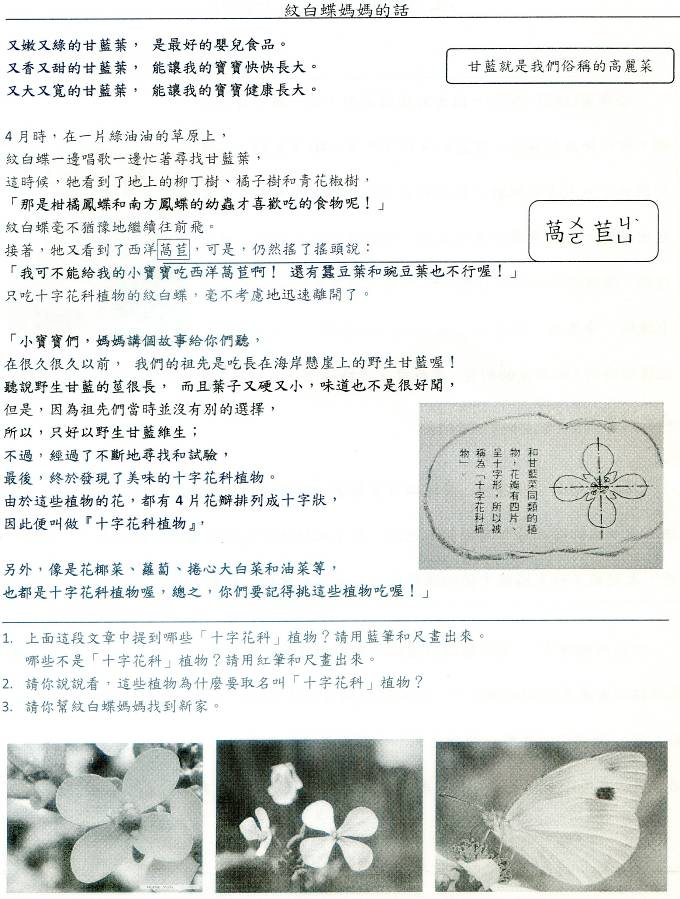 紋白蝶媽媽的話
又嫩又綠的甘藍葉， 是最好的嬰兒食品。
又香又甜的甘藍葉， 能讓我的寶寶快快長大。
又大又寬的甘藍葉， 能讓我的寶寶健康長大。
甘藍就是我們俗稱的高麗菜
4 月時，在一片綠油油的草原上，
紋白蝶一邊唱歌一邊忙著尋找甘藍葉，
這時候，牠看到了地上的柳丁樹、橘子樹和青花椒樹，
「那是柑橘鳳蝶和南方鳳蝶的幼蟲才喜歡吃的食物呢！」
紋白蝶毫不猶豫地繼續往前飛。
接著，牠又看到了西洋萵苣，可是，仍然搖了搖頭說：
萵ㄨㄛ 苣ㄐㄩˋ
「我可不能給我的小寶寶吃西洋萵苣啊！ 還有蠶豆葉和豌豆葉也不行喔！」
只吃十字花科植物的紋白蝶，毫不考慮地迅速離開了。
「小寶寶們，媽媽講個故事給你們聽，
在很久很久以前， 我們的祖先是吃長在海岸懸崖上的野生甘藍喔！
聽說野生甘藍的莖很長， 而且葉子又硬又小，味道也不是很好聞，
但是，因為祖先們當時並沒有別的選擇，
所以，只好以野生甘藍維生；
不過，經過了不斷地尋找和試驗，
最後，終於發現了美味的十字花科植物。
由於這些植物的花，都有 4 片花瓣排列成十字狀，
因此便叫做『十字花科植物』，
和甘藍菜同類的植
物，花瓣有四片、
呈十字形，所以被
稱為「十字花科植
物」
另外，像是花椰菜、蘿蔔、捲心大白菜和油菜等，
也都是十字花科植物喔，總之，你們要記得挑這些植物吃喔！」
1. 上面這段文章中提到哪些「十字花科」植物？請用藍筆和尺畫出來。
哪些不是「十字花科」植物？請用紅筆和尺畫出來。
2. 請你說說看，這些植物為什麼要取名叫「十字花科」植物？
3. 請你幫紋白蝶媽媽找到新家。